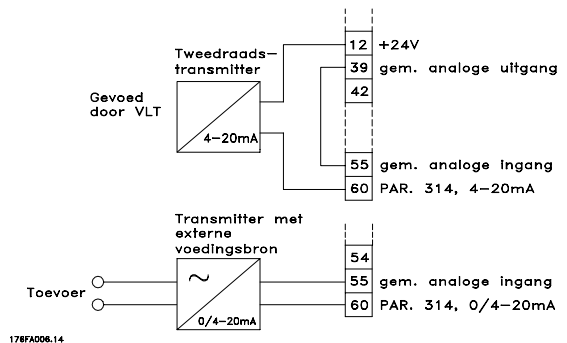 12 +24V
Tweedraads-
transmitter
39 gem. analoge uitgang
42
Gevoed
door VLT
4-20mA
55 gem. analoge ingang
60 PAR. 314, 4-20mA
Transmitter met
externe
voedingsbron
54
~
55 gem. analoge ingang
Toevoer
60 PAR. 314, 0/4-20mA
0/4-20mA
176FA006.14